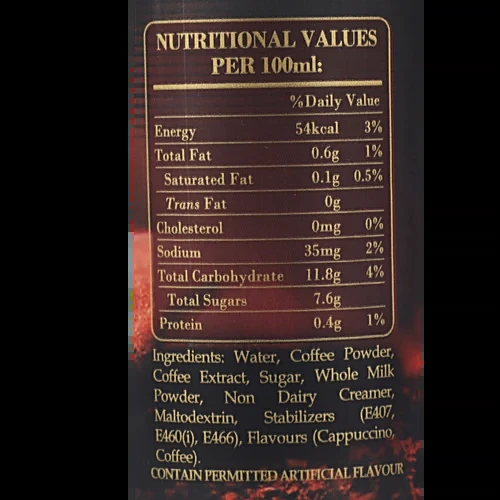 NUTRITIONAL VALUES
PER 100ml:
%Daily Value
Energy 54kcal 3%
Total Fat 0.6g 1%
Saturated Fat 0.1g 0.5%
Trans Fat 0g
Cholesterol 0mg 0%
Sodium 35mg 2%
Total Carbohydrate 11.8g 4%
Total Sugars 7.6g
Protein 0.4g 1%
Ingredients: Water, Coffee Powder,
Coffee Extract, Sugar, Whole Milk
Powder, Non Dairy Creamer,
Maltodextrin, Stabilizers (E407,
E460(i), E466), Flavours (Cappuccino,
Coffee).
CONTAIN PERMITTED ARTIFICIAL FLAVOUR